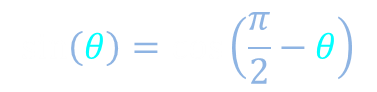 (θ) = (π/2 − θ)